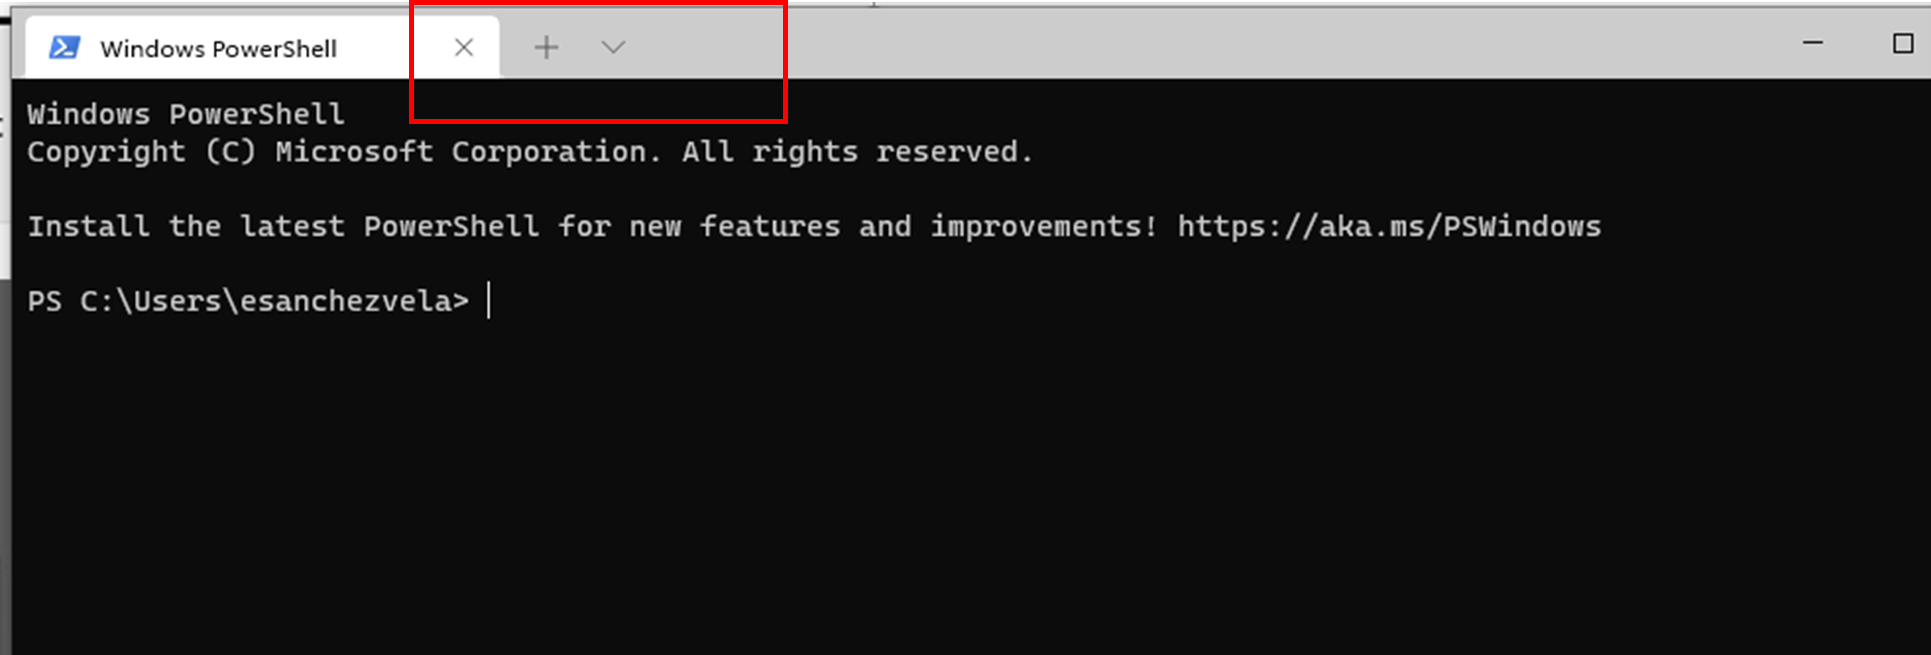 Windows PowerShell
Windows PowerShell
Copyright (C) Microsoft Corporation. All rights reserved.
Install the latest PowerShell for new features and improvements! https://aka.ms/PSWindows
PS C:\Users\esanchezvela>